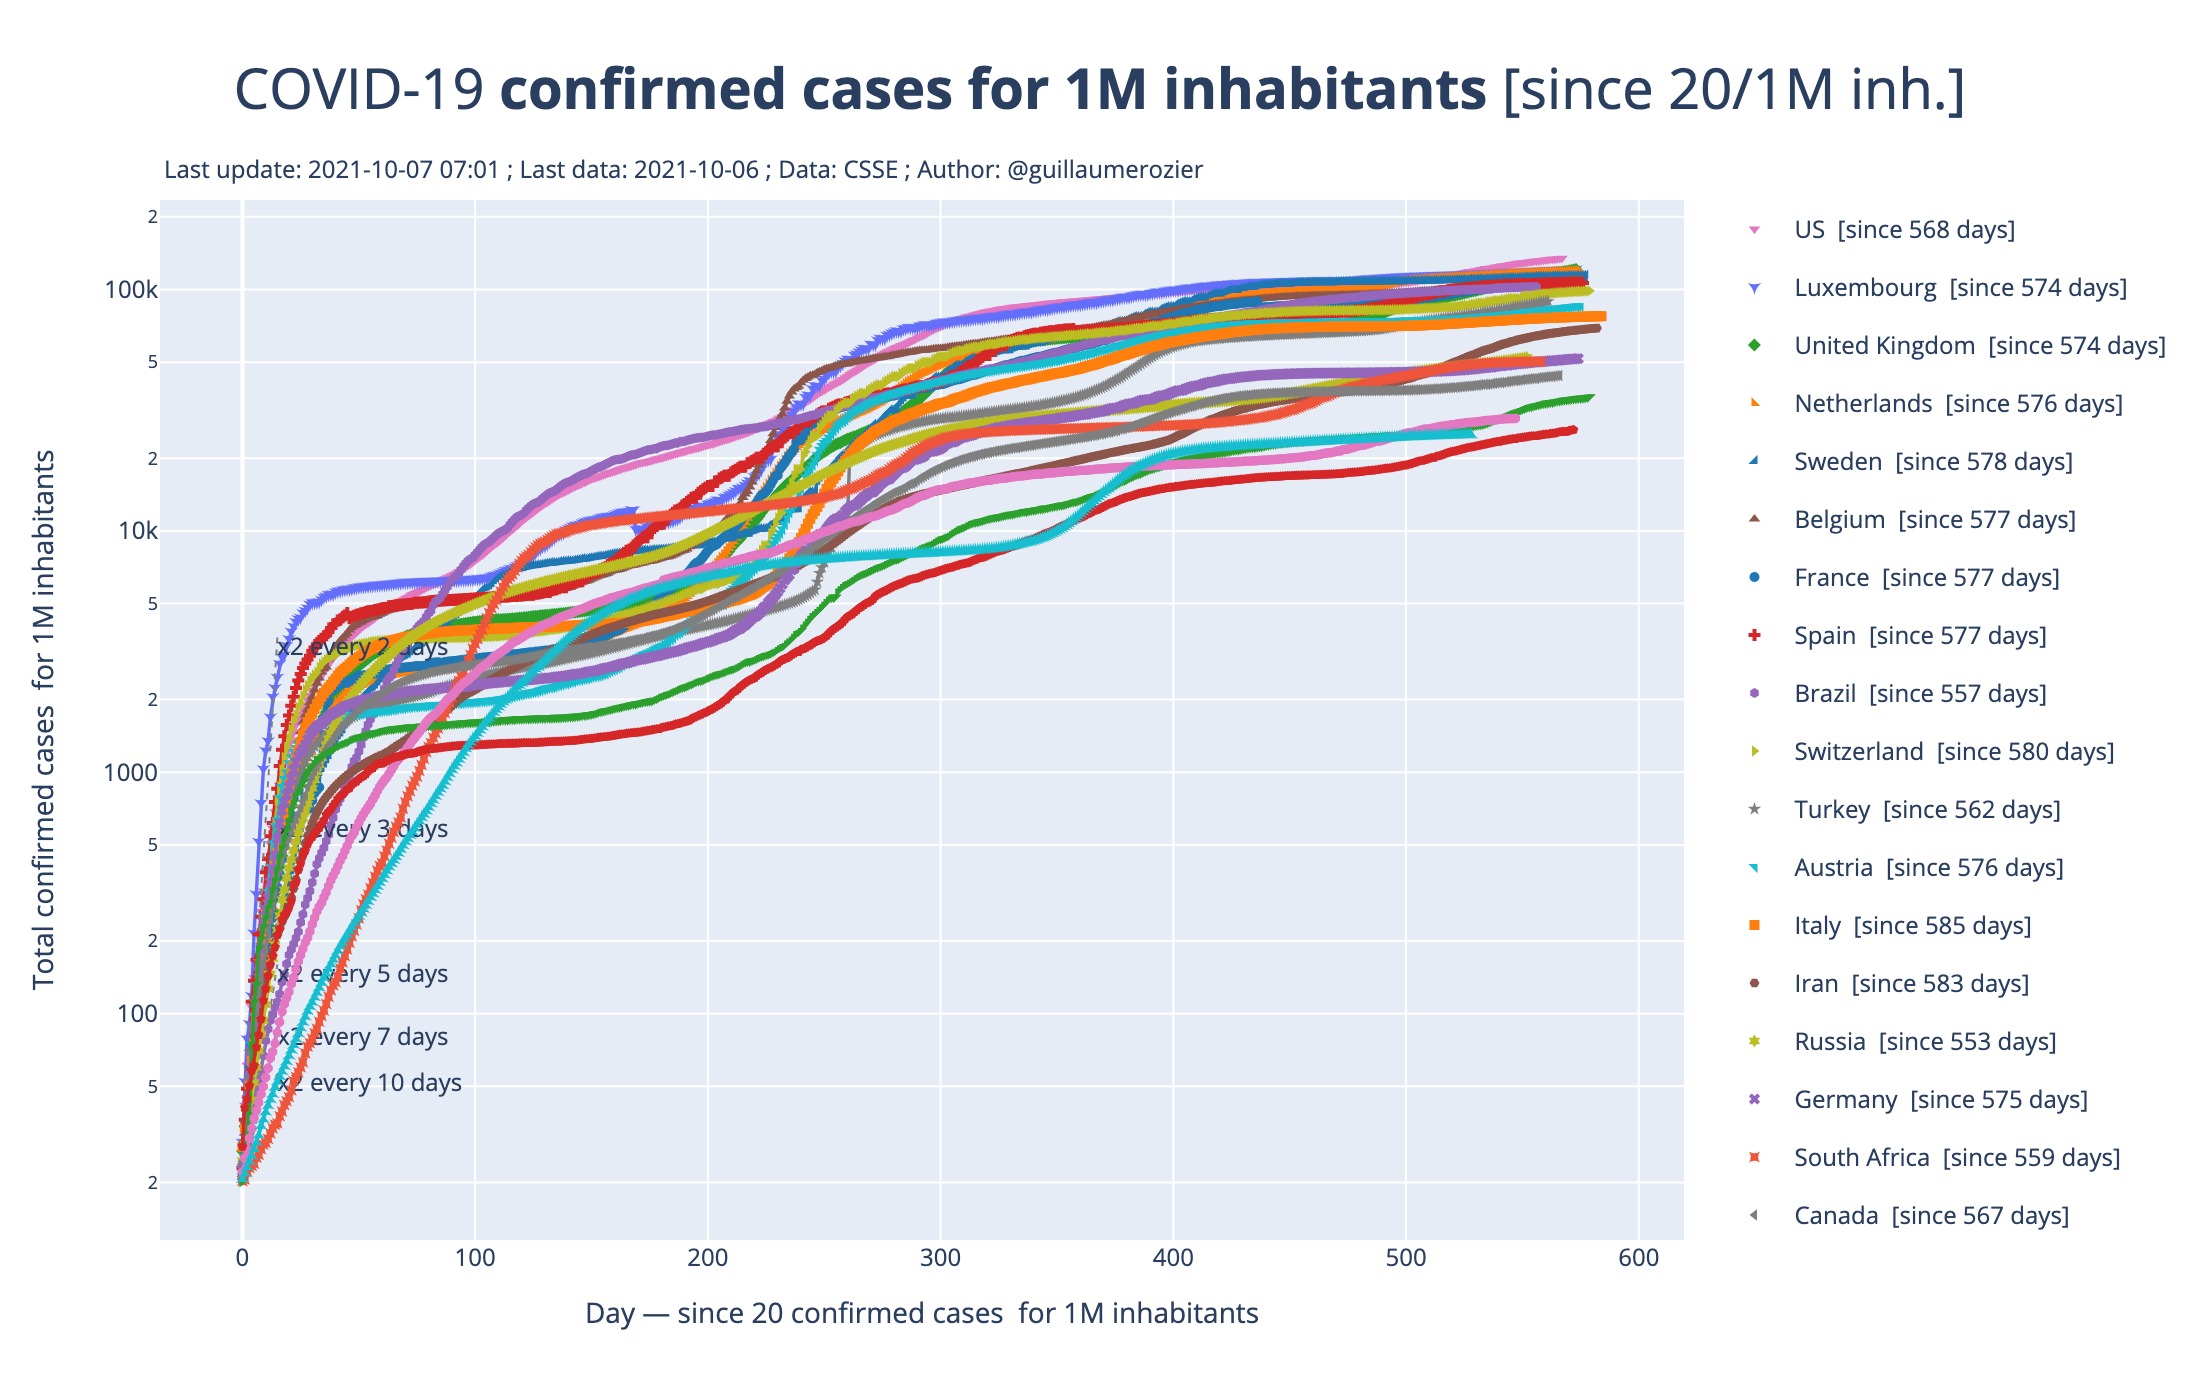 COVID-19 confirmed cases for 1M inhabitants [since 20/1M inh.]
Last update: 2021-10-07 07:01 ; Last data: 2021-10-06 ; Data: CSSE ; Author: @guillaumerozier
Total confirmed cases for 1M inhabitants
2
100k
5
2
10k
5
2
1000
5
2
100
5
2
x2 every 2 days
x2 every 3 days
x2 every 5 days
x2 every 7 days
x2 every 10 days
0 100 200 300 400 500 600
Day — since 20 confirmed cases for 1M inhabitants
US [since 568 days]
Luxembourg [since 574 days]
United Kingdom [since 574 days]
Netherlands [since 576 days]
Sweden [since 578 days]
Belgium [since 577 days]
France [since 577 days]
Spain [since 577 days]
Brazil [since 557 days]
Switzerland [since 580 days]
Turkey [since 562 days]
Austria [since 576 days]
Italy [since 585 days]
Iran [since 583 days]
Russia [since 553 days]
Germany [since 575 days]
South Africa [since 559 days]
Canada [since 567 days]